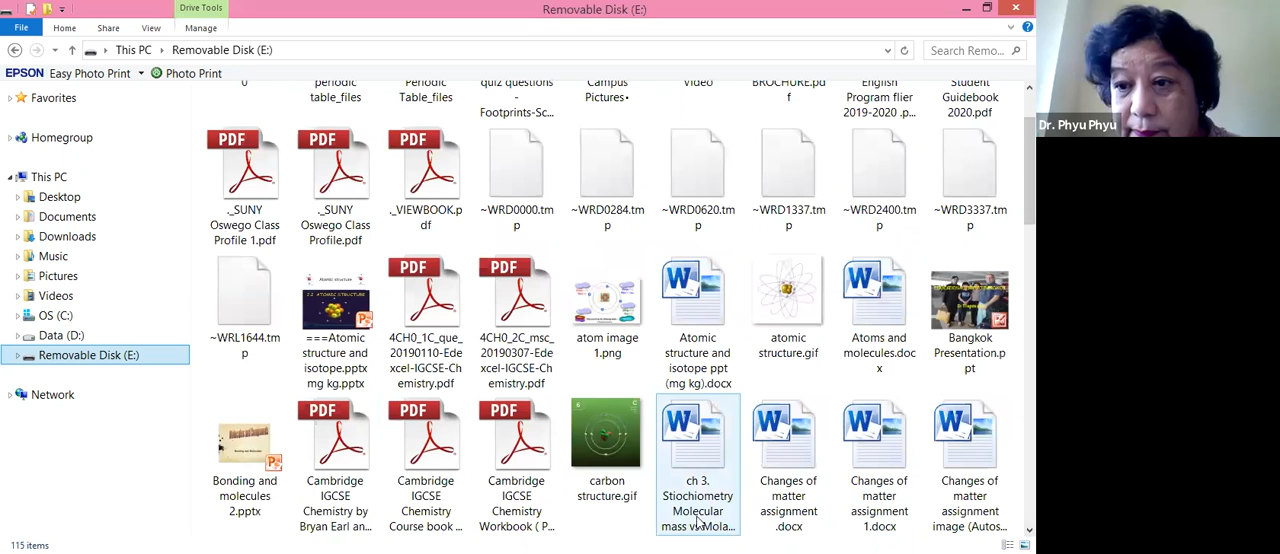 Drive Tools
Removable Disk (E:)
File
Home
Share
View
Manage
This PC
Removable Disk (E:)
Search Remo...
EPSON Easy Photo Print
Photo Print
Favorites
Homegroup
This PC
Desktop
Documents
Downloads
Music
Pictures
Videos
OS (C:)
Data (D:)
Removable Disk (E:)
Network
0
periodic
table_files
Periodic
Table_files
quiz questions
-
Footprints-Sc...
Campus
Pictures•
Video
BROCHURE.pd
f
English
Program flier
2019-2020 .p...
Student
Guidebook
2020.pdf
PDF
._SUNY
Oswego Class
Profile 1.pdf
PDF
._SUNY
Oswego Class
Profile.pdf
PDF
._VIEWBOOK.p
df
~WRD0000.tm
p
~WRD0284.tm
p
~WRD0620.tm
p
~WRD1337.tm
p
~WRD2400.tm
p
~WRD3337.tm
p
~WRL1644.tm
p
Atomic structure
2.2 ATOMIC STRUCTURE
===Atomic
structure and
isotope.pptx
mg kg.pptx
PDF
4CH0_1C_que_
20190110-Ede
xcel-IGCSE-Ch
emistry.pdf
PDF
4CH0_2C_msc_
20190307-Ede
xcel-IGCSE-Ch
emistry.pdf
atom image
1.png
W
Atomic
structure and
isotope ppt
(mg kg).docx
atomic
structure.gif
W
Atoms and
molecules.doc
x
Bangkok
Presentation.p
pt
Bonding and
molecules
2.pptx
PDF
Cambridge
IGCSE
Chemistry by
Bryan Earl an...
PDF
Cambridge
IGCSE
Chemistry
Course book ...
PDF
Cambridge
IGCSE
Chemistry
Workbook ( P...
6
C
carbon
structure.gif
W
ch 3.
Stiochiometry
Molecular
mass vs Mola...
W
Changes of
matter
assignment
.docx
W
Changes of
matter
assignment
1.docx
W
Changes of
matter
assignment
image (Autos...
115 items
Dr. Phyu Phyu